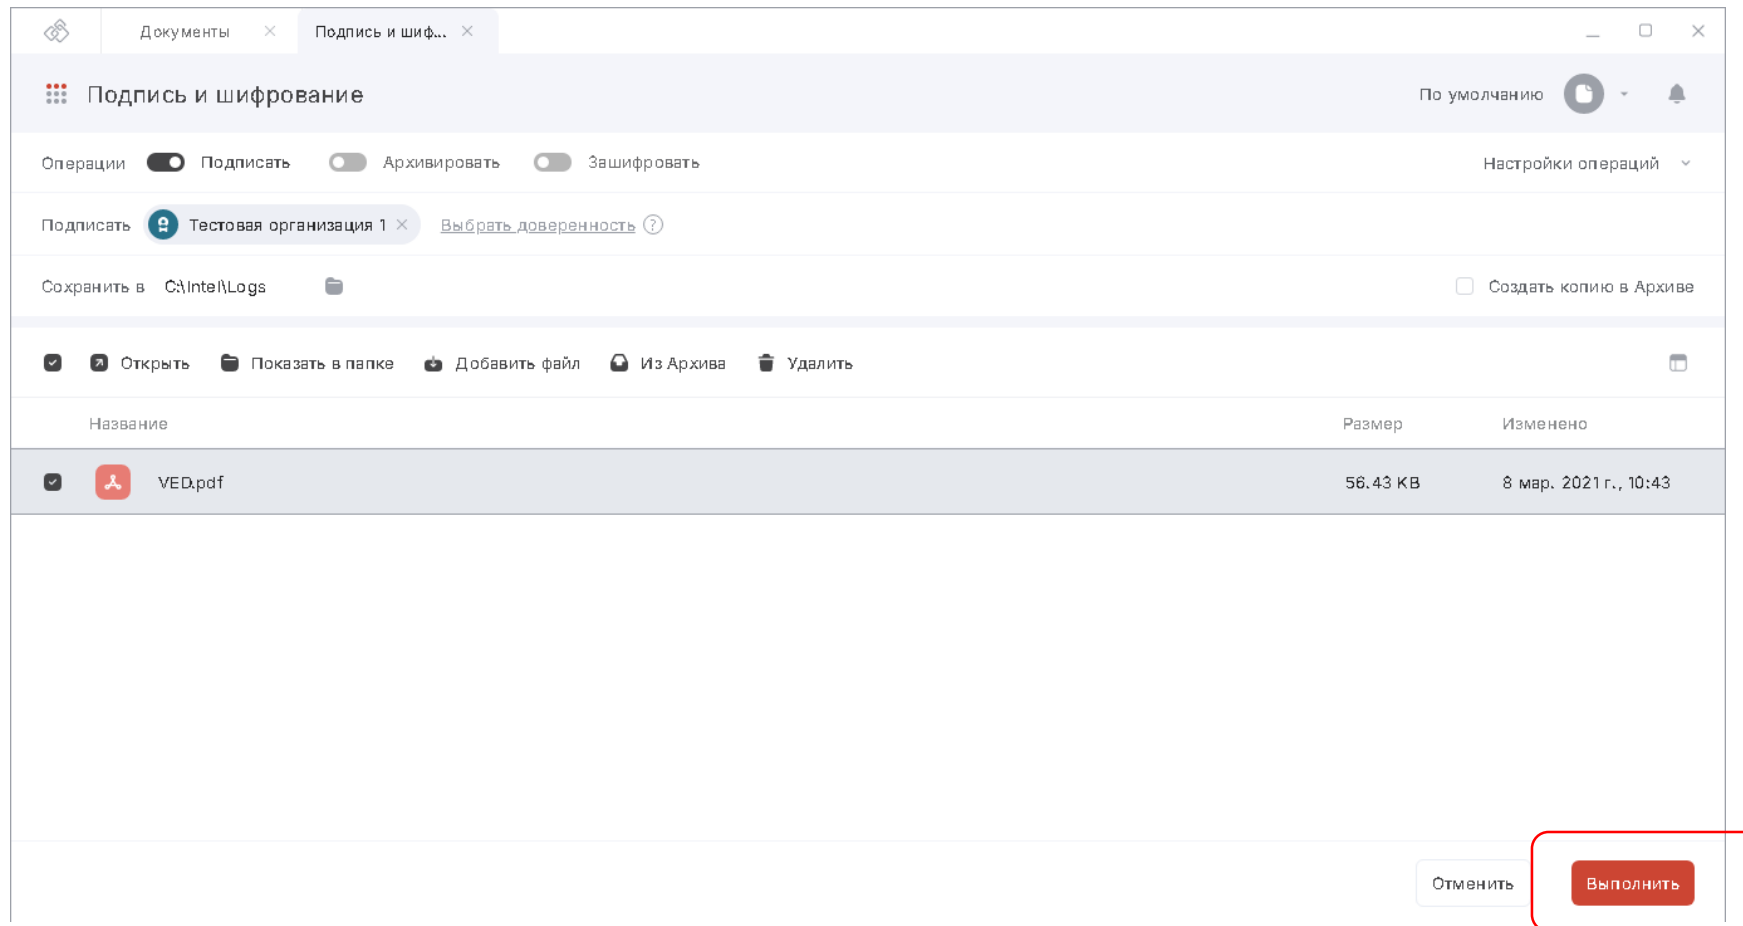 Документы
Подпись и шиф...
Подпись и шифрование
По умолчанию
Операции Подписать Архивировать Зашифровать Настройки операций
Подписать Тестовая организация 1 Выбрать доверенность ?
Сохранить в C:\Intel\Logs Создать копию в Архиве
Открыть Показать в папке Добавить файл Из Архива Удалить
Название Размер Изменено
VED.pdf 56.43 KB 8 мар. 2021 г., 10:43
Отменить Выполнить